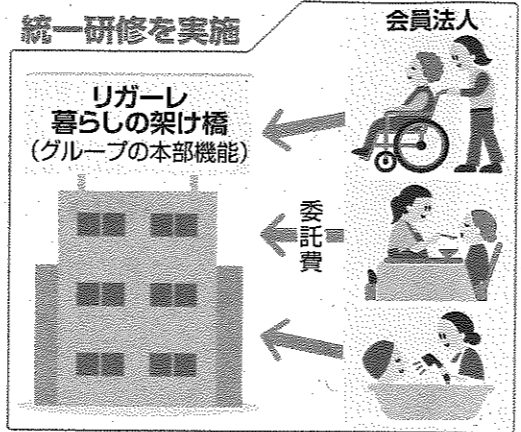 統一研修を実施
会員法人
リガーレ
暮らしの架け橋
(グループの本部機能)
委託費